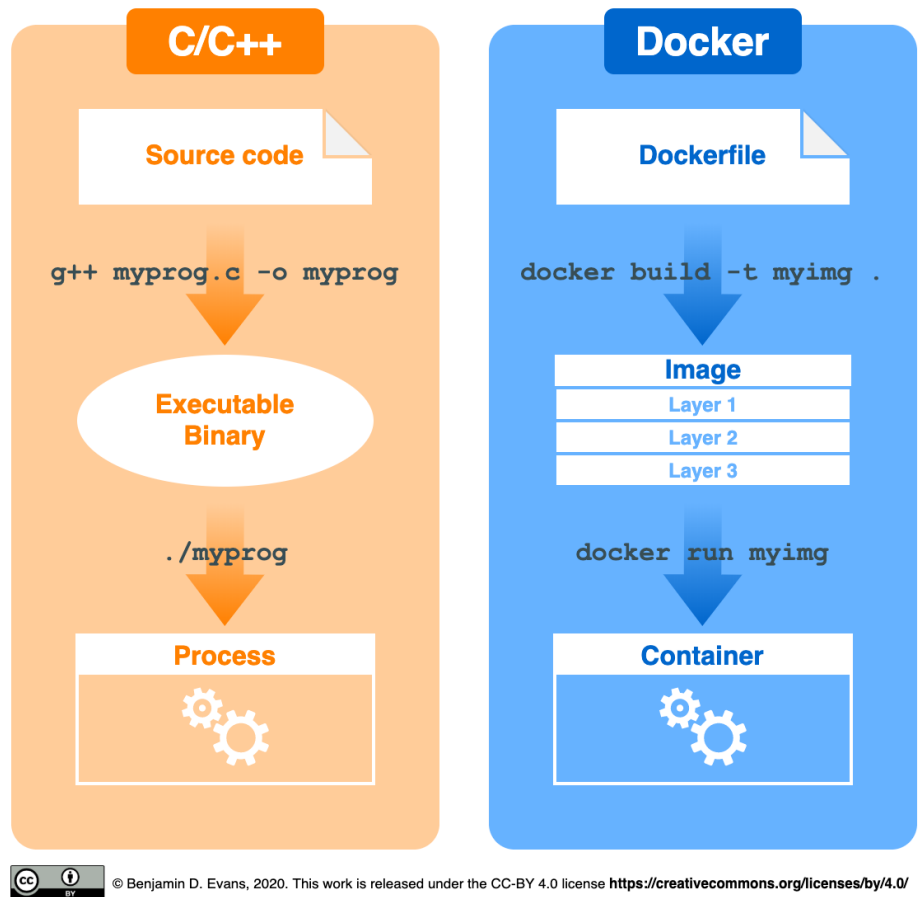 C/C++
Source code
g++ myprog.c -o myprog
Executable
Binary
./myprog
Process
Docker
Dockerfile
docker build -t myimg .
Image
Layer 1
Layer 2
Layer 3
docker run myimg
Container
cc
BY
© Benjamin D. Evans, 2020. This work is released under the CC-BY 4.0 license https://creativecommons.org/licenses/by/4.0/